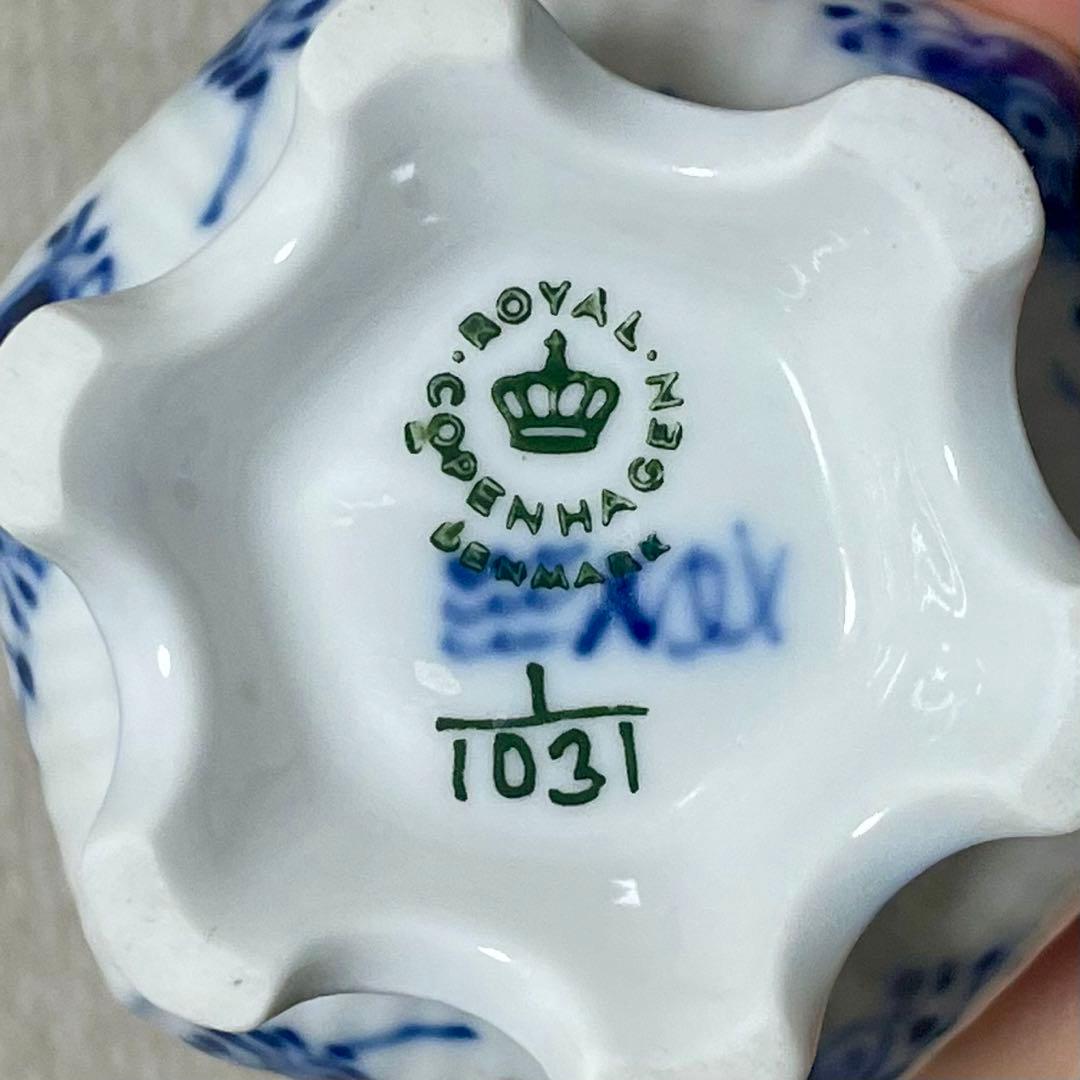 · ROYAL ·
COPENHAGEN
DENMARK
1
1031